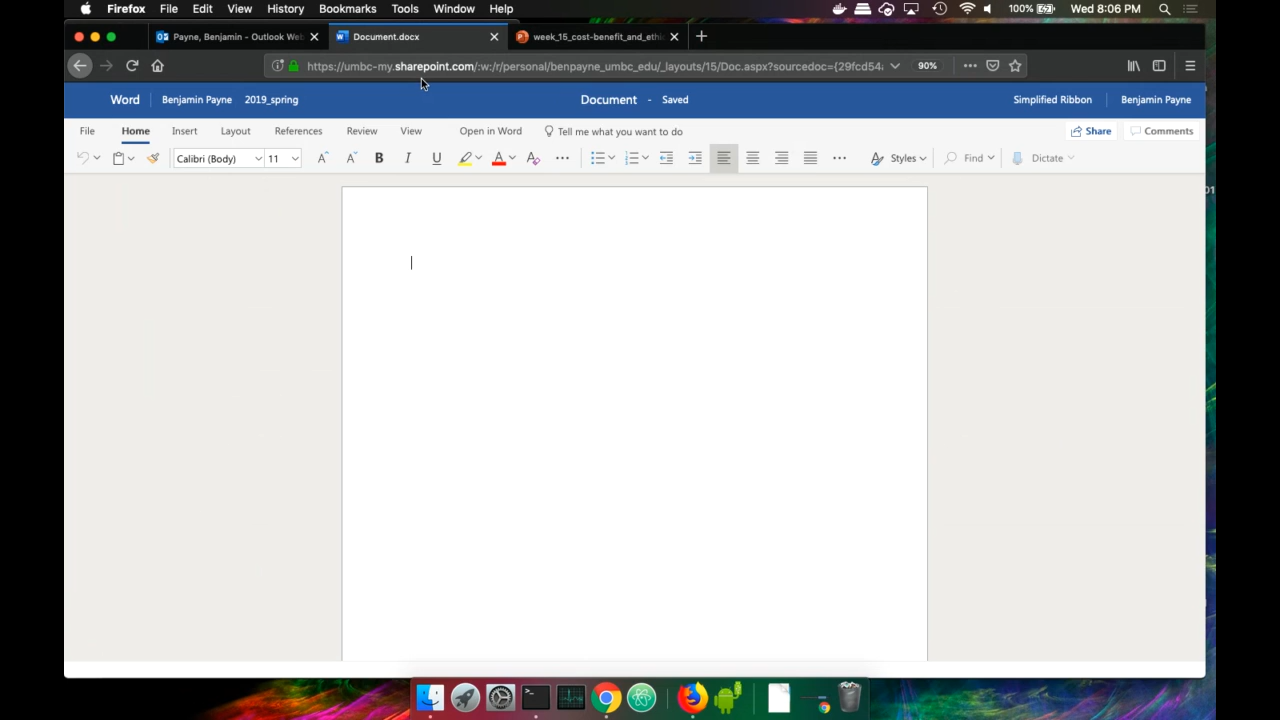 Firefox File Edit View History Bookmarks Tools Window Help 100% Wed 8:06 PM
Payne, Benjamin - Outlook Web Document.docx week_15_cost-benefit_and_ethi
https://umbc-my.sharepoint.com/:w:/r/personal/benpayne_umbc_edu/_layouts/15/Doc.aspx?sourcedoc={29fcd54a 90%
Word Benjamin Payne 2019_spring Document - Saved Simplified Ribbon Benjamin Payne
File Home Insert Layout References Review View Open in Word Tell me what you want to do Share Comments
Calibri (Body) 11 A A B I U A A Styles Find Dictate